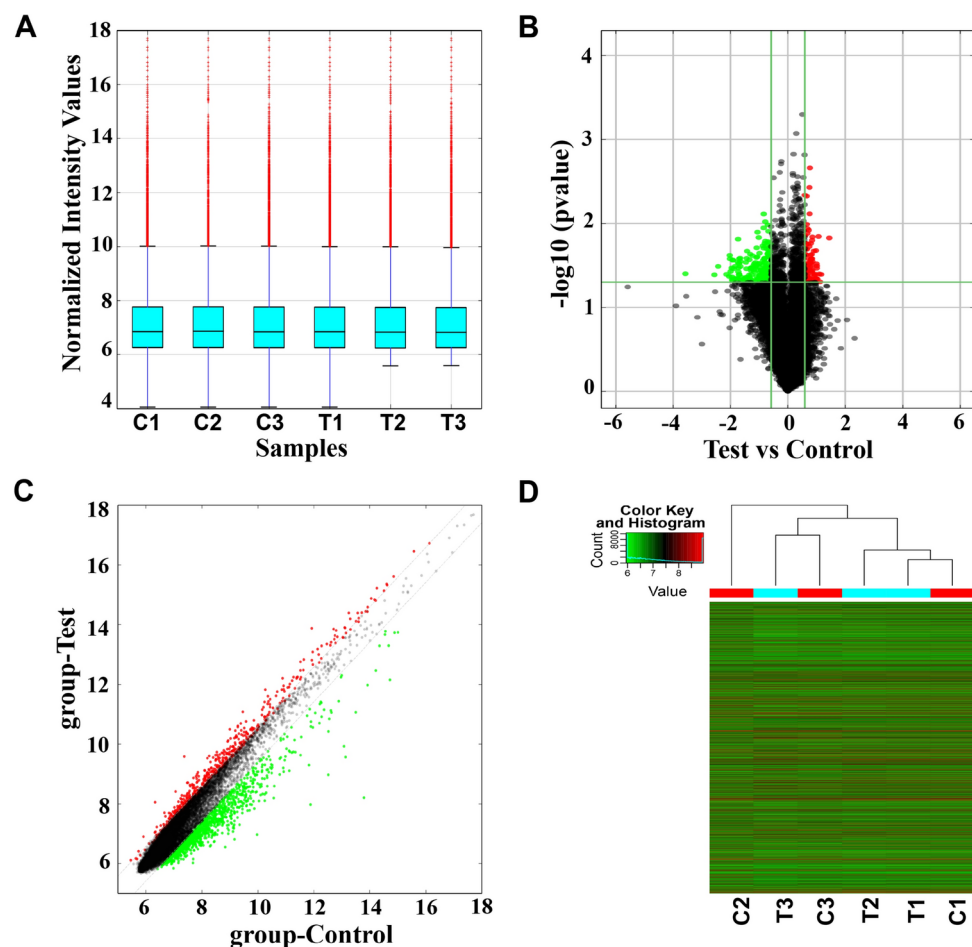 A
Normalized Intensity Values
18
16
14
12
10
8
6
4
C1 C2 C3 T1 T2 T3
Samples
B
-log10 (pvalue)
4
3
2
1
0
-6 -4 -2 0 2 4 6
Test vs Control
C
group-Test
18
16
14
12
10
8
6
6 8 10 12 14 16 18
group-Control
D
Color Key
and Histogram
Count
0 8000
6 7 8
Value
C2 T3 C3 T2 T1 C1